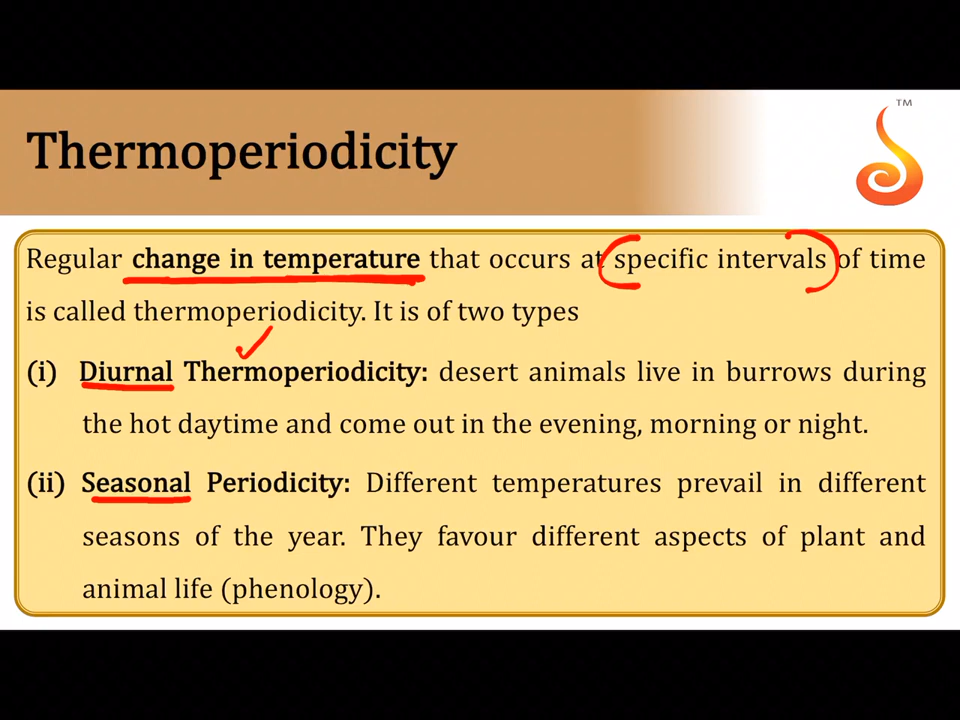 TM
Thermoperiodicity
Regular change in temperature that occurs at specific intervals of time
is called thermoperiodicity. It is of two types
(i) Diurnal Thermoperiodicity: desert animals live in burrows during
the hot daytime and come out in the evening, morning or night.
(ii) Seasonal Periodicity: Different temperatures prevail in different
seasons of the year. They favour different aspects of plant and
animal life (phenology).